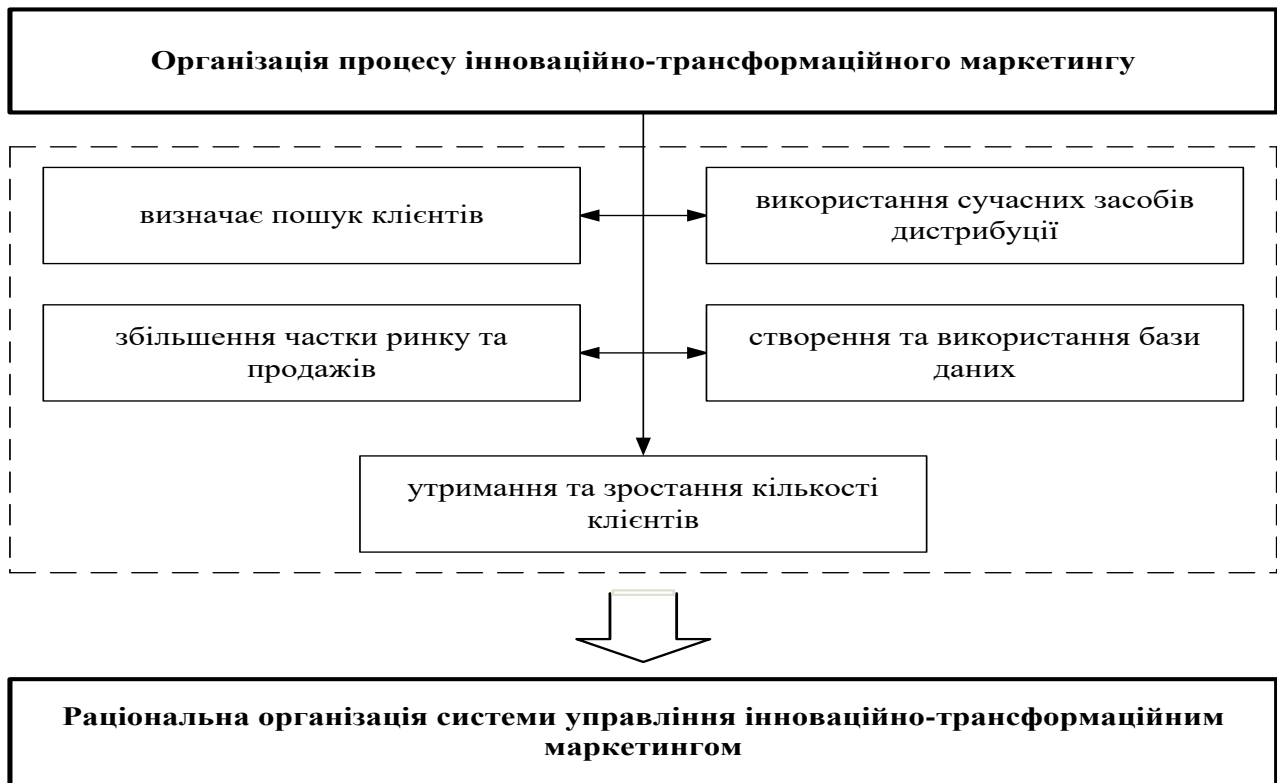 Організація процесу інноваційно-трансформаційного маркетингу
визначає пошук клієнтів
використання сучасних засобів
дистрибуції
збільшення частки ринку та
продажів
створення та використання бази
даних
утримання та зростання кількості
клієнтів
Раціональна організація системи управління інноваційно-трансформаційним
маркетингом